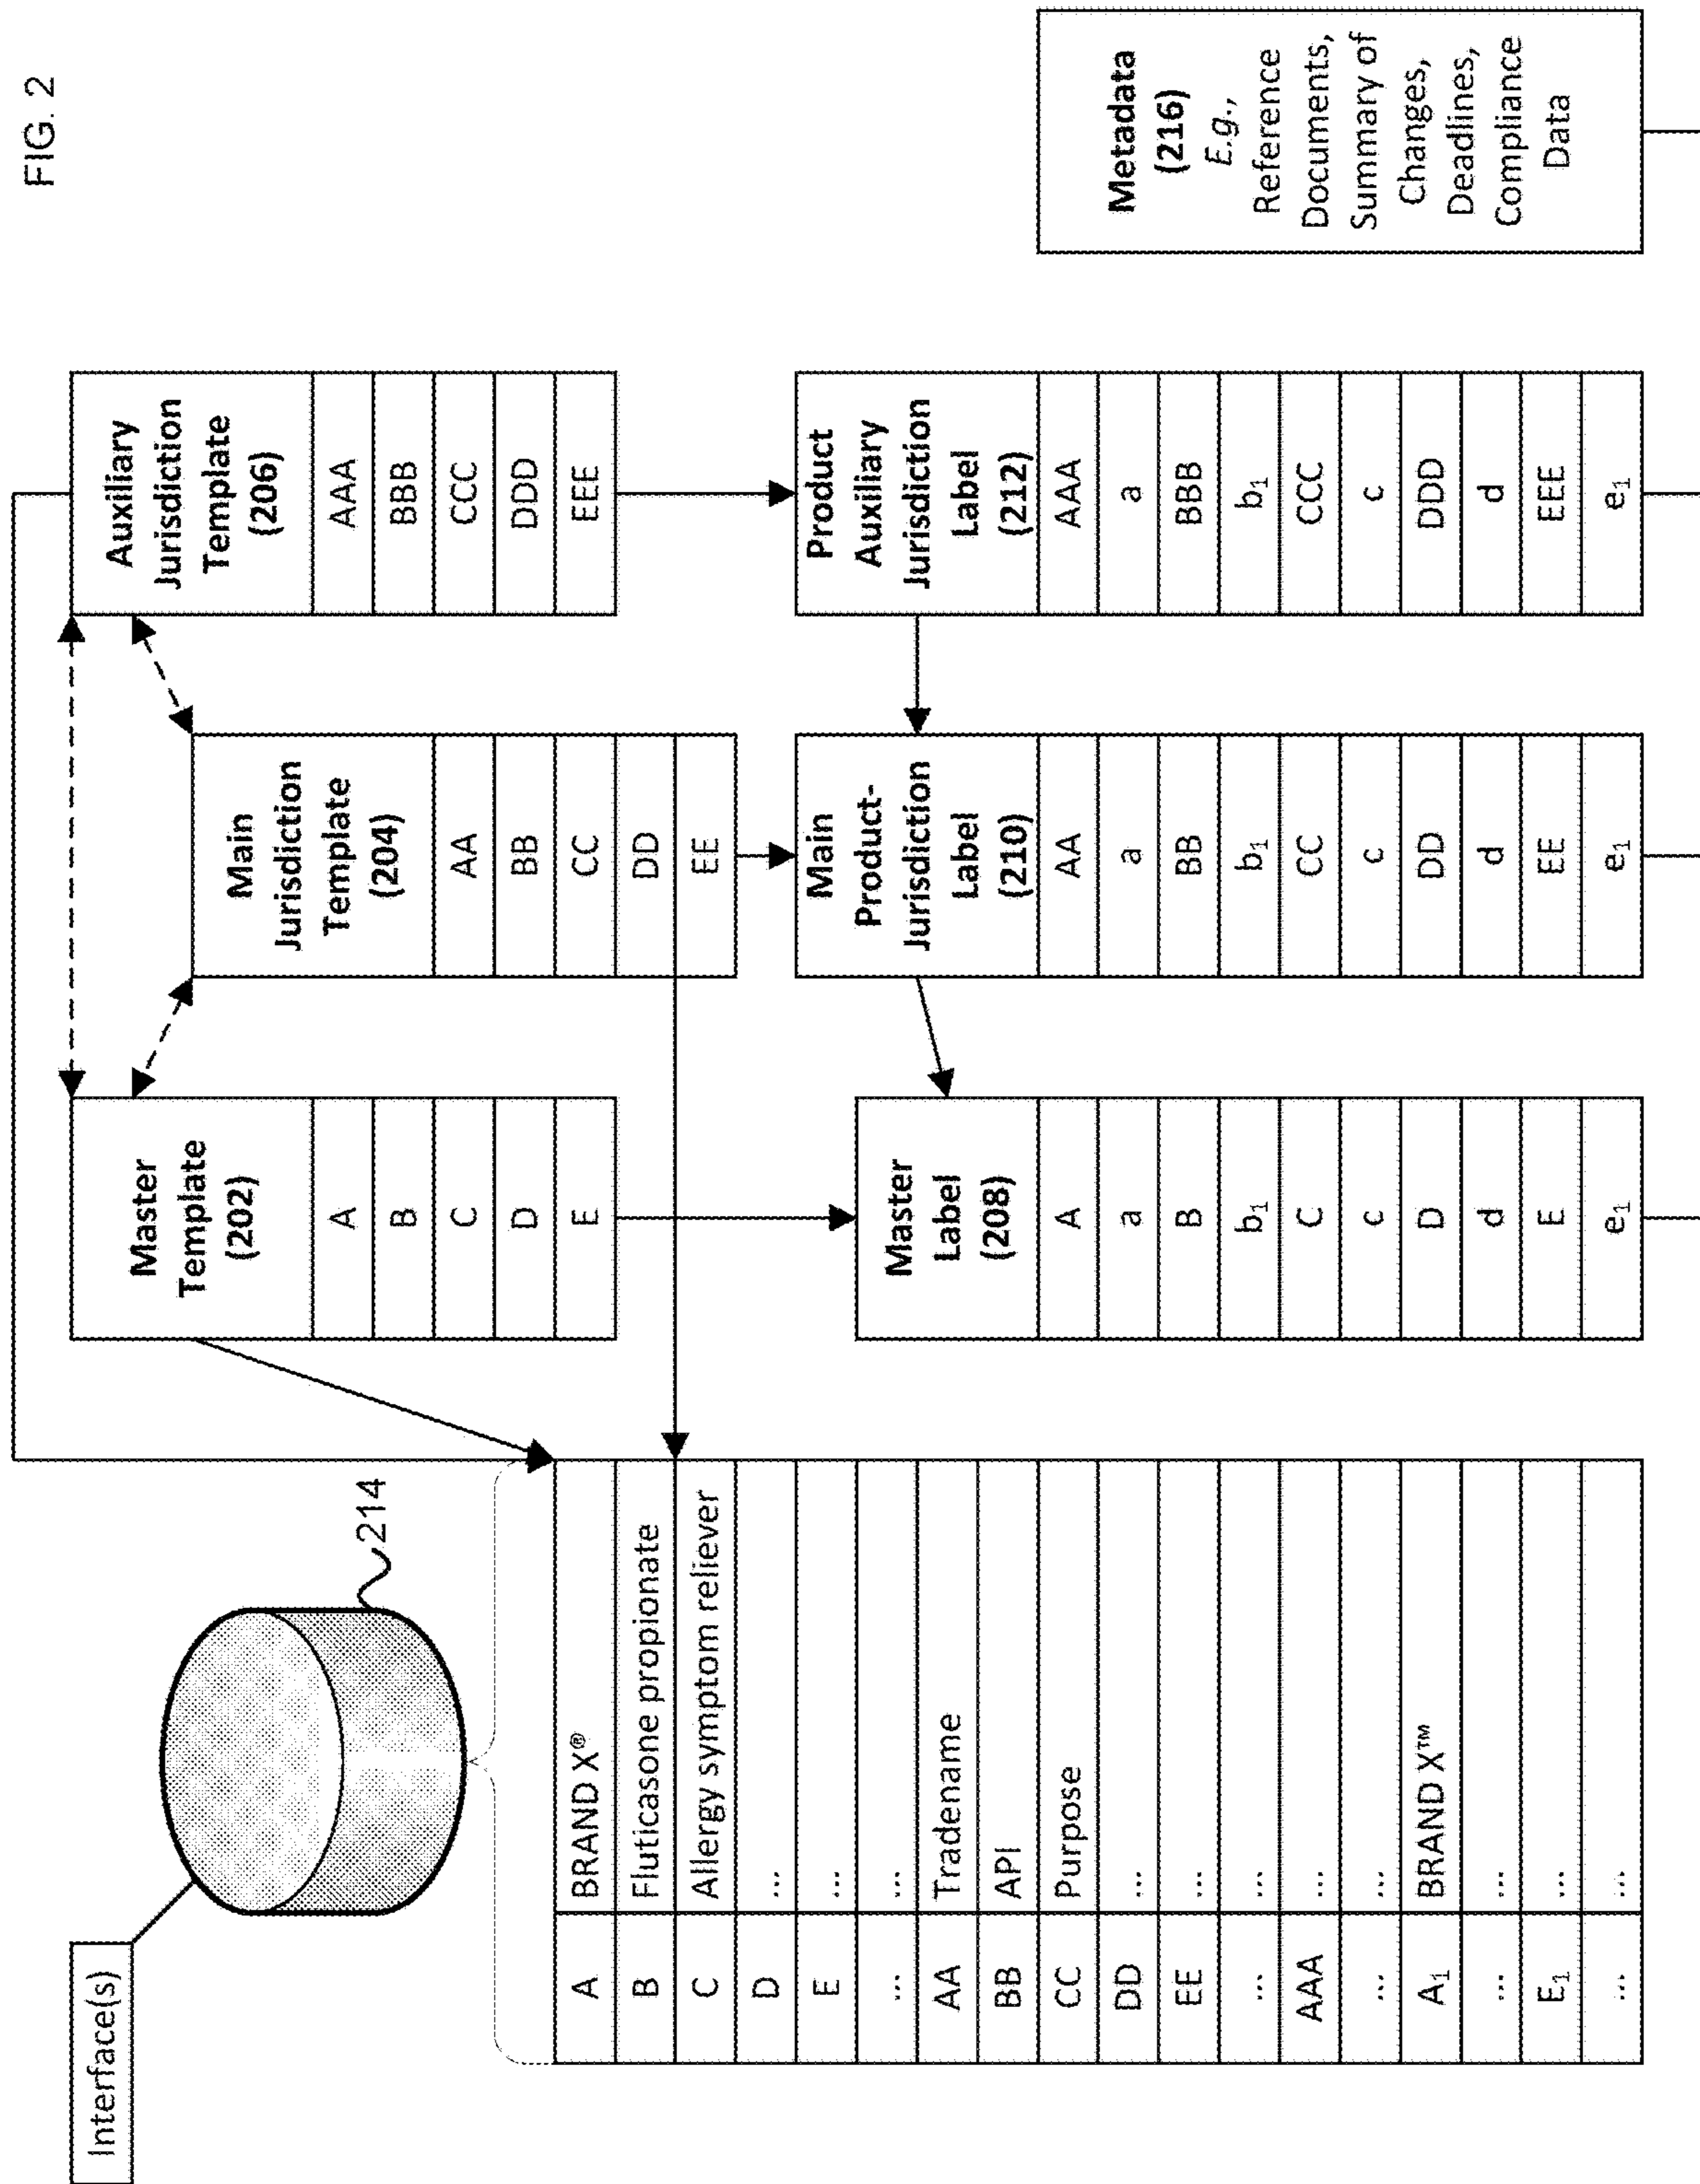 FIG. 2
Interface(s)
214
A BRAND X®
B Fluticasone propionate
C Allergy symptom reliever
D ...
E ...
... ...
AA Tradename
BB API
CC Purpose
DD ...
EE ...
... ...
AAA ...
... ...
A₁ BRAND X™
... ...
E₁ ...
... ...
Master
Template
(202)
A
B
C
D
E
Main
Jurisdiction
Template
(204)
AA
BB
CC
DD
EE
Auxiliary
Jurisdiction
Template
(206)
AAA
BBB
CCC
DDD
EEE
Master
Label
(208)
A
a
B
b₁
C
c
D
d
E
e₁
Main
Product-
Jurisdiction
Label
(210)
AA
a
BB
b₁
CC
c
DD
d
EE
e₁
Product
Auxiliary
Jurisdiction
Label
(212)
AAA
a
BBB
b₁
CCC
c
DDD
d
EEE
e₁
Metadata
(216)
E.g.,
Reference
Documents,
Summary of
Changes,
Deadlines,
Compliance
Data